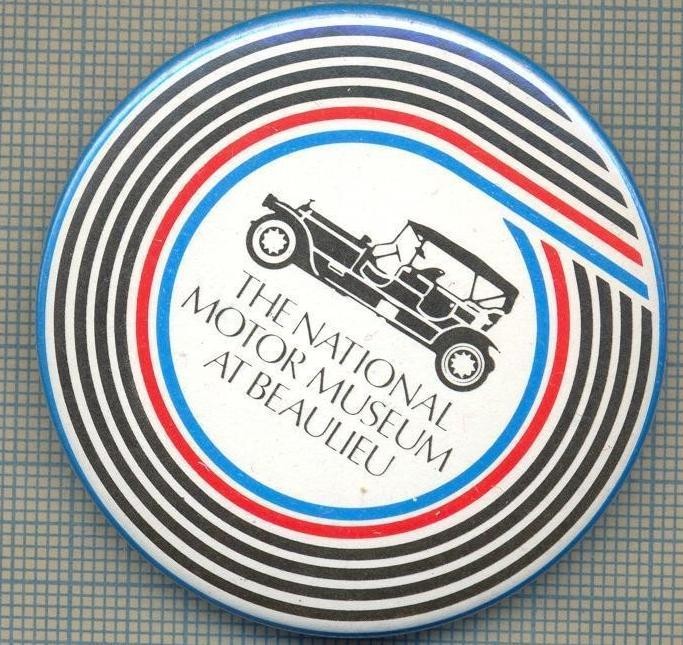 THE NATIONAL
MOTOR MUSEUM
AT BEAULIEU